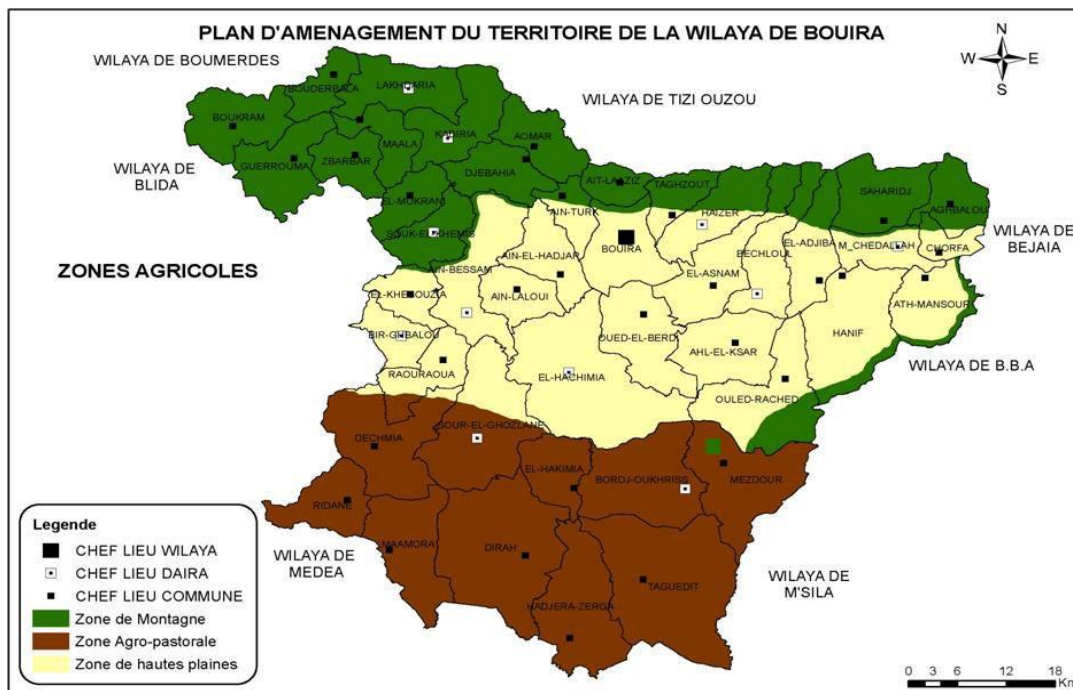 PLAN D'AMENAGEMENT DU TERRITOIRE DE LA WILAYA DE BOUIRA
N
W E
S
WILAYA DE BOUMERDES
WILAYA DE TIZI OUZOU
WILAYA DE
BLIDA
WILAYA DE
BEJAIA
ZONES AGRICOLES
WILAYA DE B.B.A
WILAYA DE
MEDEA
WILAYA DE
M'SILA
BOUDERBALA
LAKHDARIA
BOUKRAM
KADIRIA
AOMAR
MAALA
GUERROUMA
ZBARBAR
DJEBAHIA
EL-MOKRANI
AIT-LAAZIZ
TAGHZOUT
SAHARIDJ
AGHBALOU
AIN-TURK
HAIZER
SOUK-EL-KHEMIS
BOUIRA
AIN-EL-HADJAR
BECHLOUL
EL-ADJIBA
M_CHEDALLAH
CHORFA
AIN-BESSAM
EL-ASNAM
AIN-LALOUI
ATH-MANSOUR
OUED-EL-BERDI
HANIF
AHL-EL-KSAR
RAOURAOUA
EL-HACHIMIA
OULED-RACHED
SOUR-EL-GHOZLANE
DECHMIA
EL-HAKIMIA
BORDJ-OUKHRISS
MEZDOUR
RIDANE
MAAMORA
DIRAH
TAGUEDIT
HADJERA-ZERGA
Legende
CHEF LIEU WILAYA
CHEF LIEU DAIRA
CHEF LIEU COMMUNE
Zone de Montagne
Zone Agro-pastorale
Zone de hautes plaines
0 3 6 12 18
Km